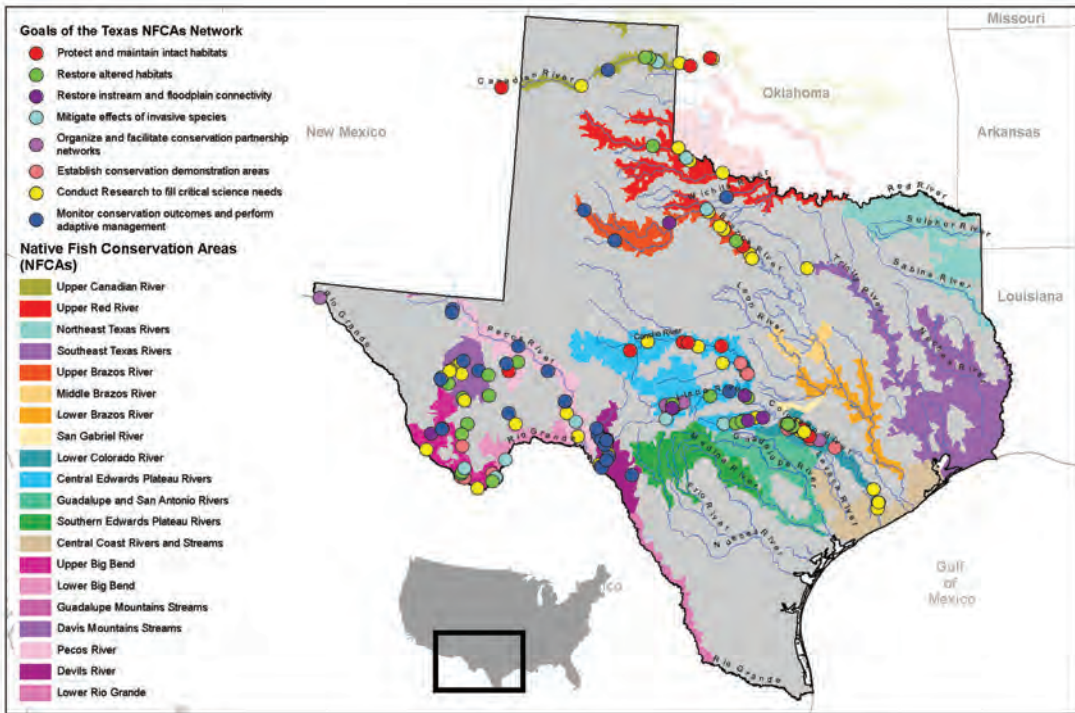 Goals of the Texas NFCAs Network
Protect and maintain intact habitats
Restore altered habitats
Restore instream and floodplain connectivity
Mitigate effects of invasive species
Organize and facilitate conservation partnership
networks
Establish conservation demonstration areas
Conduct Research to fill critical science needs
Monitor conservation outcomes and perform
adaptive management
Native Fish Conservation Areas
(NFCAs)
Upper Canadian River
Upper Red River
Northeast Texas Rivers
Southeast Texas Rivers
Upper Brazos River
Middle Brazos River
Lower Brazos River
San Gabriel River
Lower Colorado River
Central Edwards Plateau Rivers
Guadalupe and San Antonio Rivers
Southern Edwards Plateau Rivers
Central Coast Rivers and Streams
Upper Big Bend
Lower Big Bend
Guadalupe Mountains Streams
Davis Mountains Streams
Pecos River
Devils River
Lower Rio Grande
Missouri
Canadian River
Oklahoma
New Mexico
Arkansas
Red River
Sulphur River
Sabina River
Trinity River
Louisiana
Leon River
Rio Grande
Pecos River
Concho River
Rio Grande
Medina River
Guadalupe River
Lavaca River
Frio River
Nueces River
Gulf
of
Mexico
ico
Rio Grande